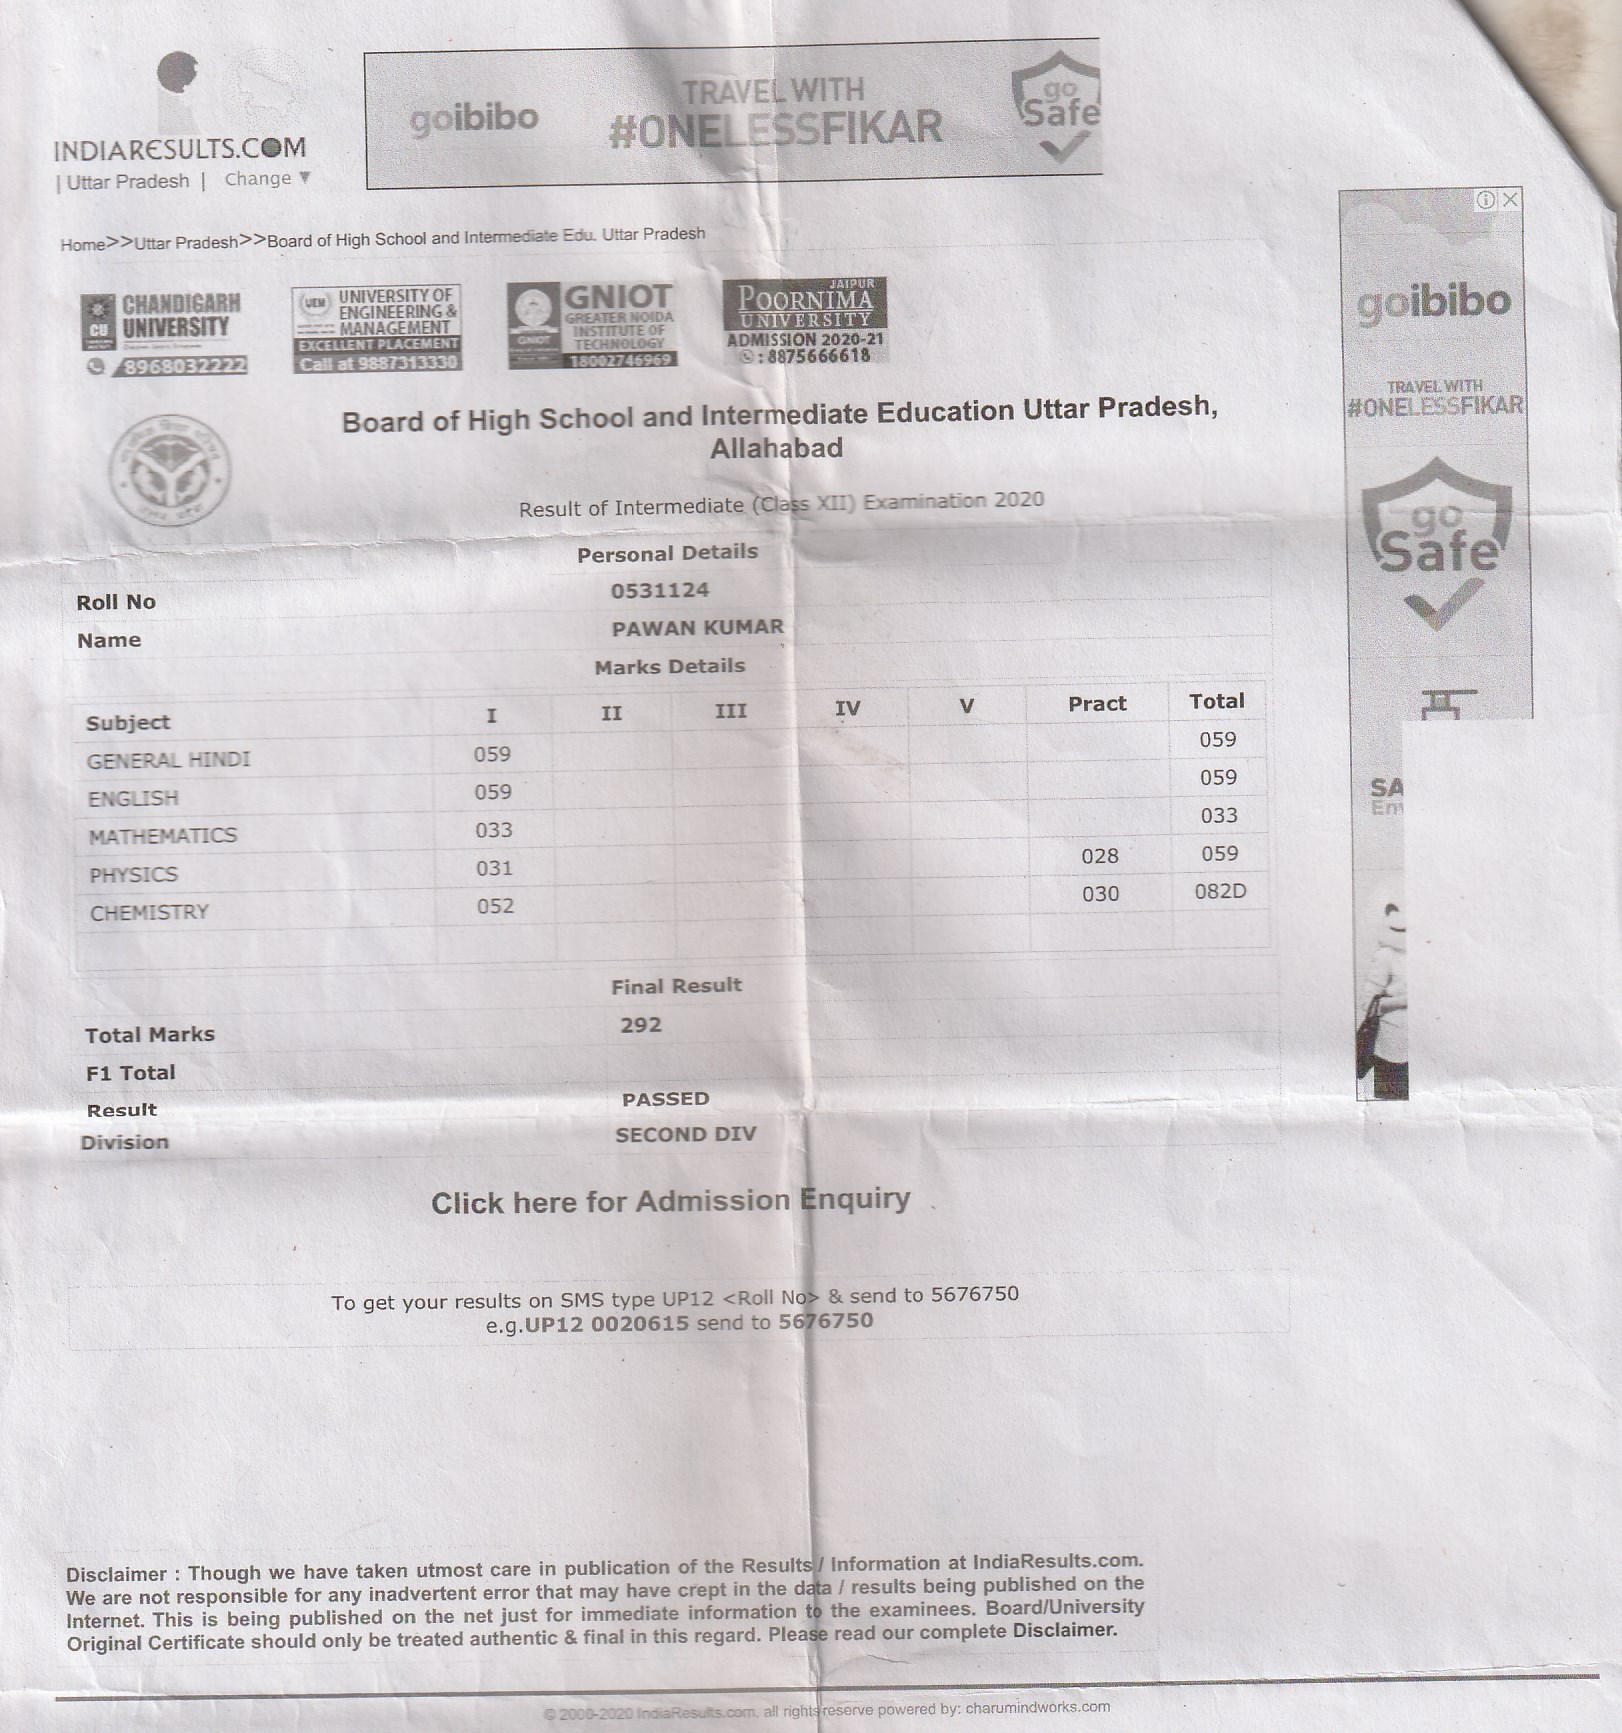 INDIARESULTS.COM
| Uttar Pradesh | Change ▼
goibibo
TRAVEL WITH
#ONELESSFIKAR
go
Safe
Home>>Uttar Pradesh>>Board of High School and Intermediate Edu. Uttar Pradesh
CU
CHANDIGARH
UNIVERSITY
8968032222
UEM
UNIVERSITY OF
ENGINEERING &
MANAGEMENT
EXCELLENT PLACEMENT
Call at 9887313330
GNIOT
GNIOT
GREATER NOIDA
INSTITUTE OF
TECHNOLOGY
18002746969
JAIPUR
POORNIMA
UNIVERSITY
ADMISSION 2020-21
: 8875666618
Board of High School and Intermediate Education Uttar Pradesh,
Allahabad
Result of Intermediate (Class XII) Examination 2020
Personal Details
Roll No 0531124
Name PAWAN KUMAR
Marks Details
Subject I II III IV V Pract Total
GENERAL HINDI 059 059
ENGLISH 059 059
MATHEMATICS 033 033
PHYSICS 031 028 059
CHEMISTRY 052 030 082D
Final Result
Total Marks 292
F1 Total
Result PASSED
Division SECOND DIV
Click here for Admission Enquiry
To get your results on SMS type UP12 <Roll No> & send to 5676750
e.g.UP12 0020615 send to 5676750
goibibo
TRAVEL WITH
#ONELESSFIKAR
go
Safe
SA
Disclaimer : Though we have taken utmost care in publication of the Results / Information at IndiaResults.com.
We are not responsible for any inadvertent error that may have crept in the data / results being published on the
Internet. This is being published on the net just for immediate information to the examinees. Board/University
Original Certificate should only be treated authentic & final in this regard. Please read our complete Disclaimer.
© 2000-2020 IndiaResults.com, all rights reserve powered by: charumindworks.com